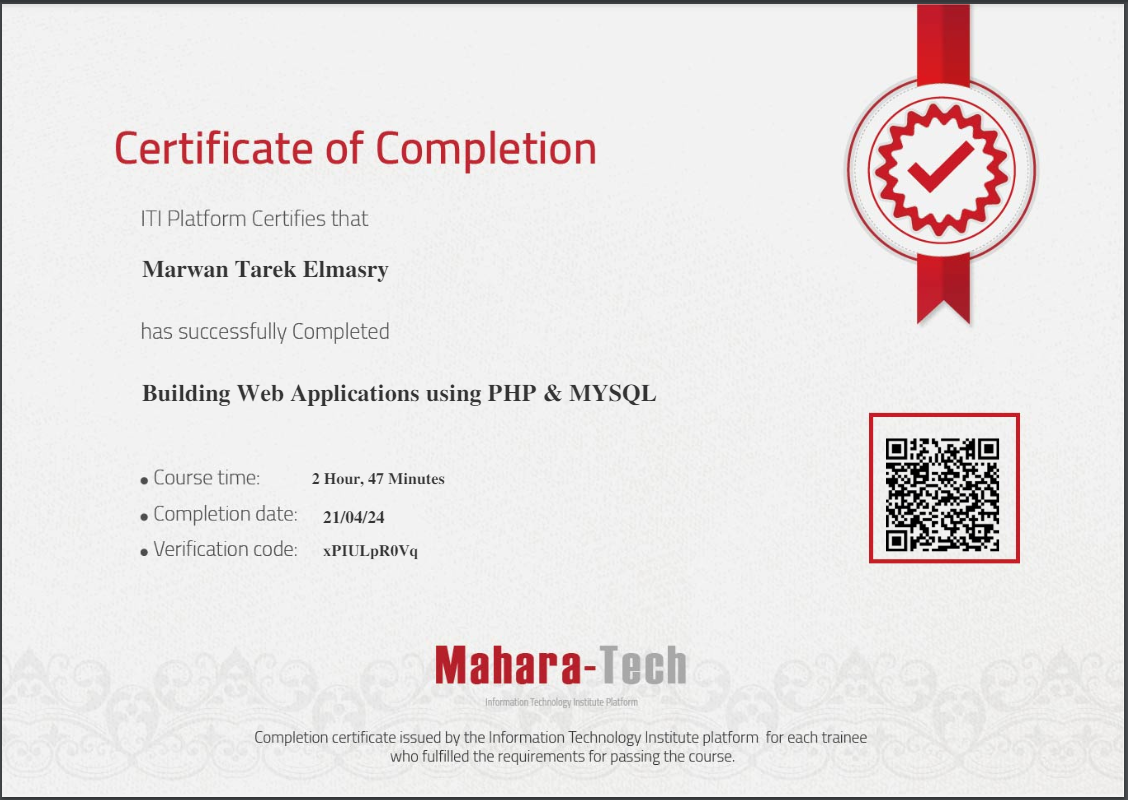 Certificate of Completion
ITI Platform Certifies that
Marwan Tarek Elmasry
has successfully Completed
Building Web Applications using PHP & MYSQL
Course time: 2 Hour, 47 Minutes
Completion date: 21/04/24
Verification code: xPIULpR0Vq
Mahara-Tech
Information Technology Institute Platform
Completion certificate issued by the Information Technology Institute platform for each trainee
who fulfilled the requirements for passing the course.